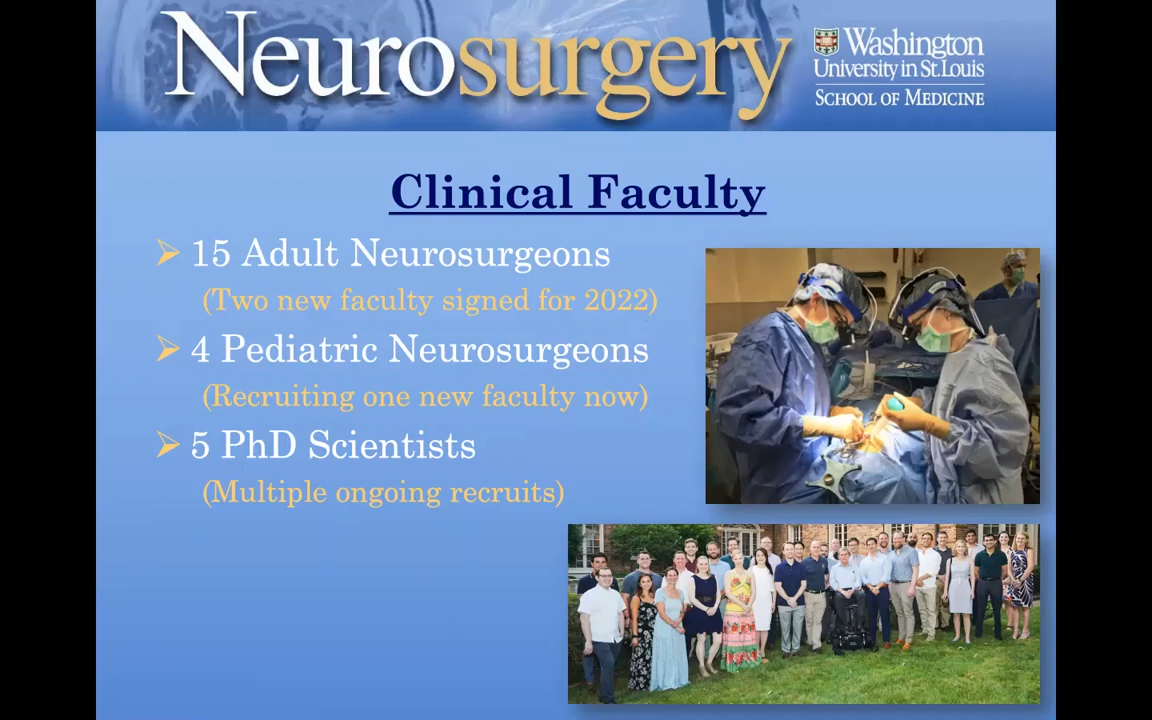 Neurosurgery
Washington
University in St. Louis
SCHOOL OF MEDICINE
Clinical Faculty
15 Adult Neurosurgeons
(Two new faculty signed for 2022)
4 Pediatric Neurosurgeons
(Recruiting one new faculty now)
5 PhD Scientists
(Multiple ongoing recruits)